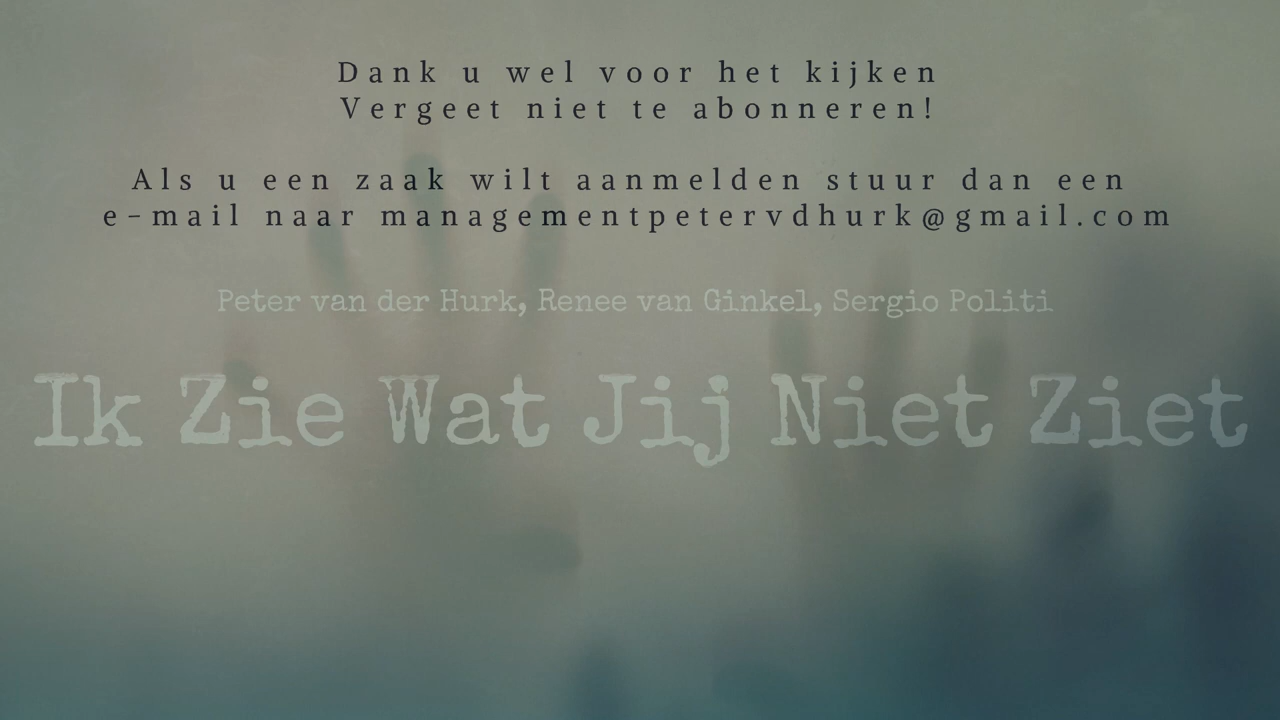 Dank u wel voor het kijken
Vergeet niet te abonneren!
Als u een zaak wilt aanmelden stuur dan een
e-mail naar managementpetervdhurk@gmail.com
Peter van der Hurk, Renee van Ginkel, Sergio Politi
Ik Zie Wat Jij Niet Ziet